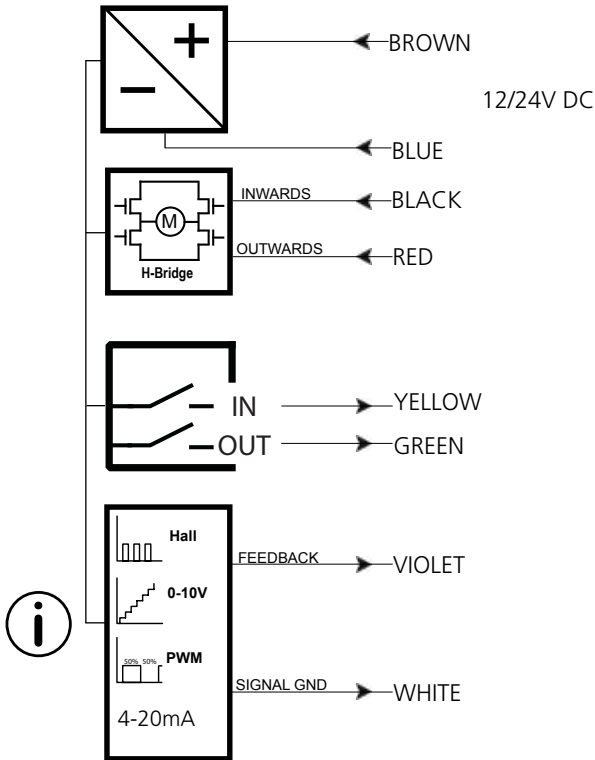 +
BROWN
12/24V DC
−
BLUE
INWARDS
BLACK
M
OUTWARDS
RED
H-Bridge
IN
YELLOW
OUT
GREEN
Hall
FEEDBACK
VIOLET
0-10V
i
50% 50%
PWM
SIGNAL GND
WHITE
4-20mA